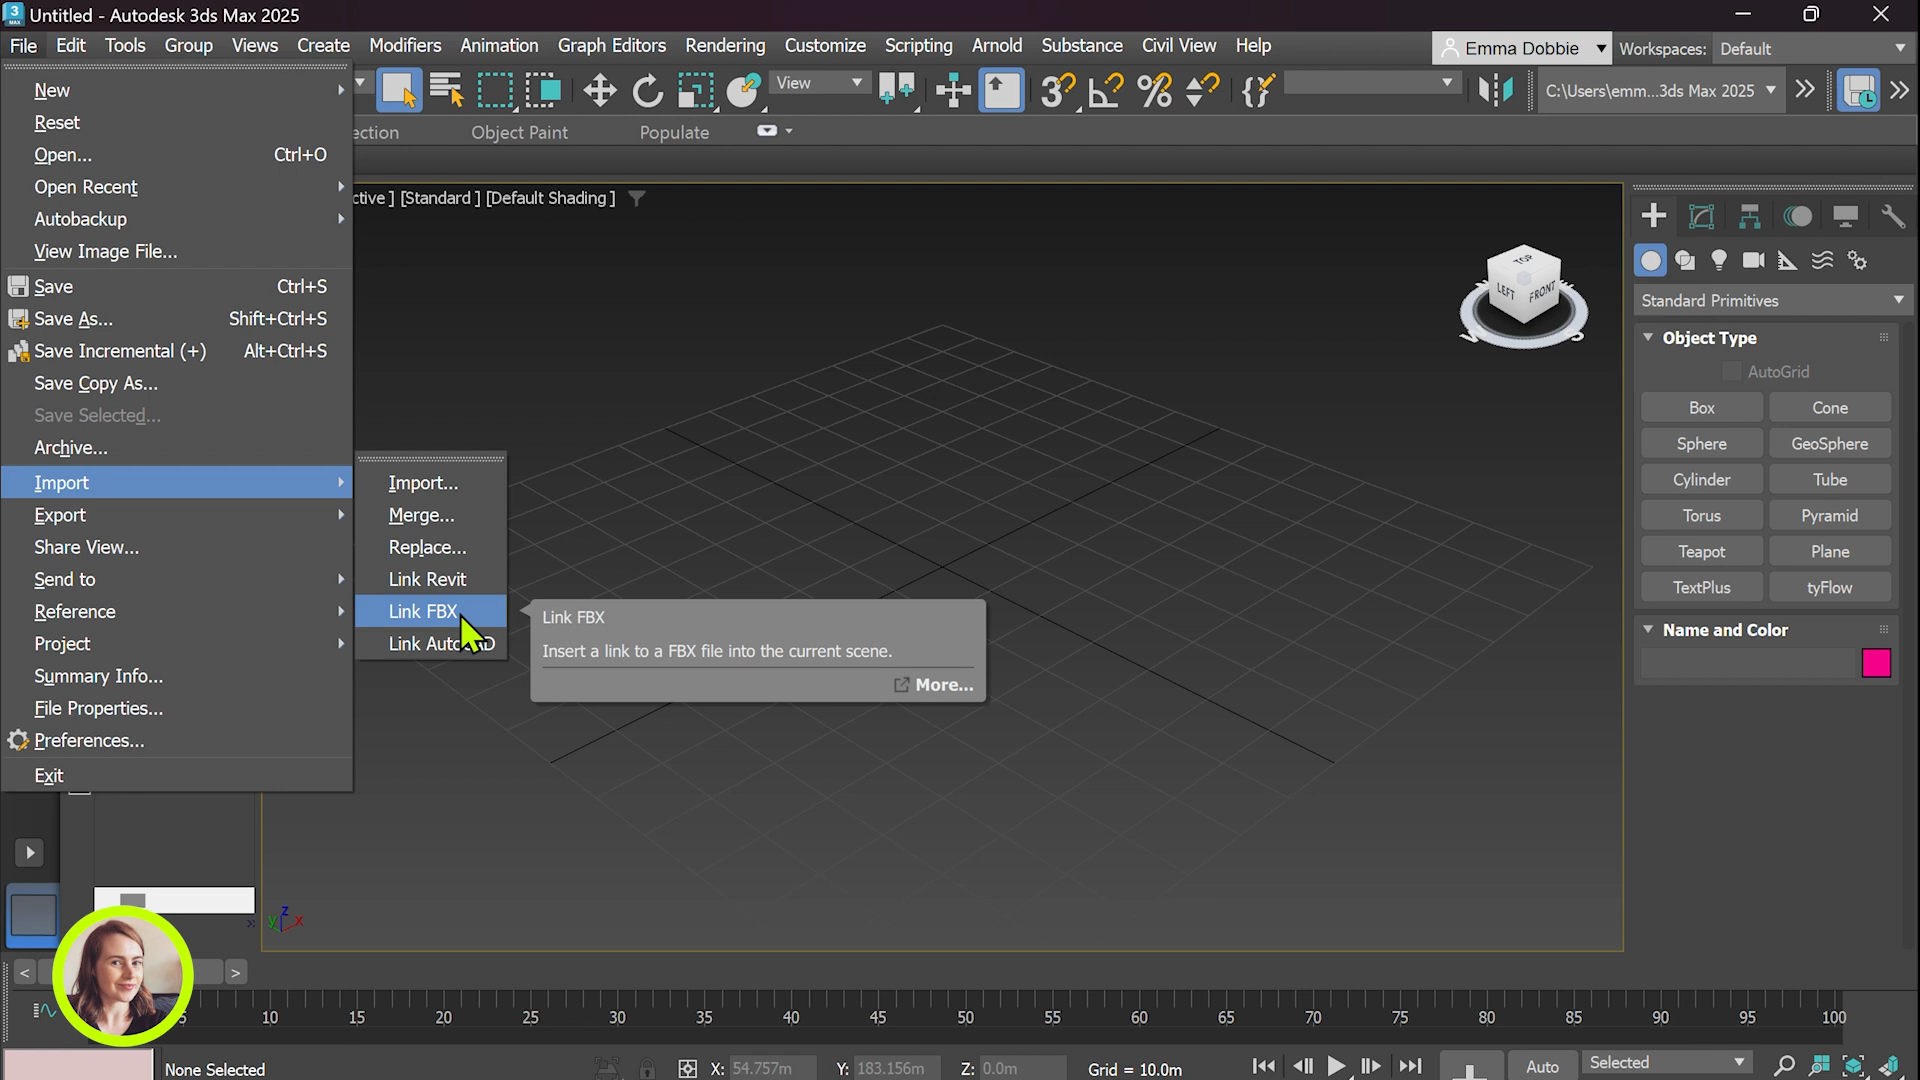 Untitled - Autodesk 3ds Max 2025
File Edit Tools Group Views Create Modifiers Animation Graph Editors Rendering Customize Scripting Arnold Substance Civil View Help
Emma Dobbie Workspaces: Default
New
View
C:\Users\emm...3ds Max 2025
Reset
ection Object Paint Populate
Open... Ctrl+O
Open Recent
ctive ] [Standard ] [Default Shading ]
Autobackup
View Image File...
TOP
LEFT FRONT
Save Ctrl+S
Save As... Shift+Ctrl+S
Save Incremental (+) Alt+Ctrl+S
Save Copy As...
Save Selected...
Archive...
Import
Export
Share View...
Send to
Reference
Project
Summary Info...
File Properties...
Preferences...
Exit
Import...
Merge...
Replace...
Link Revit
Link FBX
Link Auto D
Link FBX
Insert a link to a FBX file into the current scene.
More...
Standard Primitives
Object Type
AutoGrid
Box Cone
Sphere GeoSphere
Cylinder Tube
Torus Pyramid
Teapot Plane
TextPlus tyFlow
Name and Color
z
y x
< >
5 10 15 20 25 30 35 40 45 50 55 60 65 70 75 80 85 90 95 100
None Selected X: 54.757m Y: 183.156m Z: 0.0m Grid = 10.0m Auto Selected